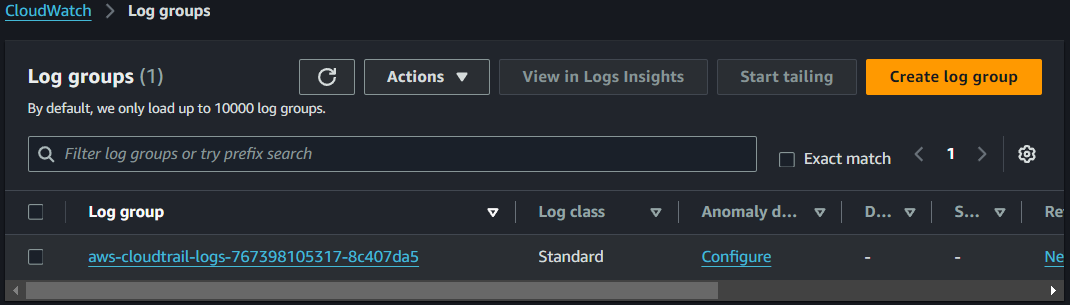 CloudWatch > Log groups
Log groups (1)
Actions
View in Logs Insights
Start tailing
Create log group
By default, we only load up to 10000 log groups.
Filter log groups or try prefix search
Exact match
1
Log group
Log class
Anomaly d...
D...
S...
Re
aws-cloudtrail-logs-767398105317-8c407da5
Standard
Configure
-
-
Ne